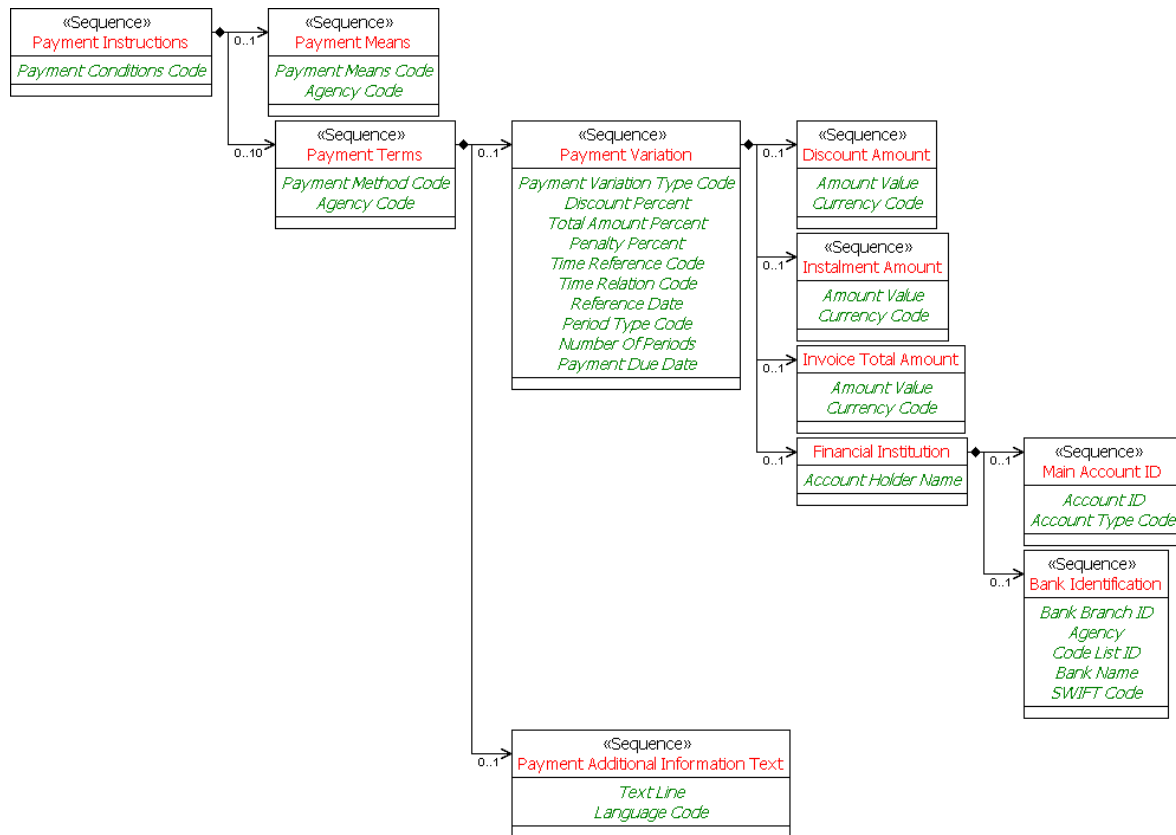 «Sequence»
Payment Instructions
Payment Conditions Code
0..1
«Sequence»
Payment Means
Payment Means Code
Agency Code
0..10
«Sequence»
Payment Terms
Payment Method Code
Agency Code
0..1
«Sequence»
Payment Variation
Payment Variation Type Code
Discount Percent
Total Amount Percent
Penalty Percent
Time Reference Code
Time Relation Code
Reference Date
Period Type Code
Number Of Periods
Payment Due Date
0..1
«Sequence»
Discount Amount
Amount Value
Currency Code
0..1
«Sequence»
Instalment Amount
Amount Value
Currency Code
0..1
Invoice Total Amount
Amount Value
Currency Code
0..1
Financial Institution
Account Holder Name
0..1
«Sequence»
Main Account ID
Account ID
Account Type Code
0..1
«Sequence»
Bank Identification
Bank Branch ID
Agency
Code List ID
Bank Name
SWIFT Code
0..1
«Sequence»
Payment Additional Information Text
Text Line
Language Code